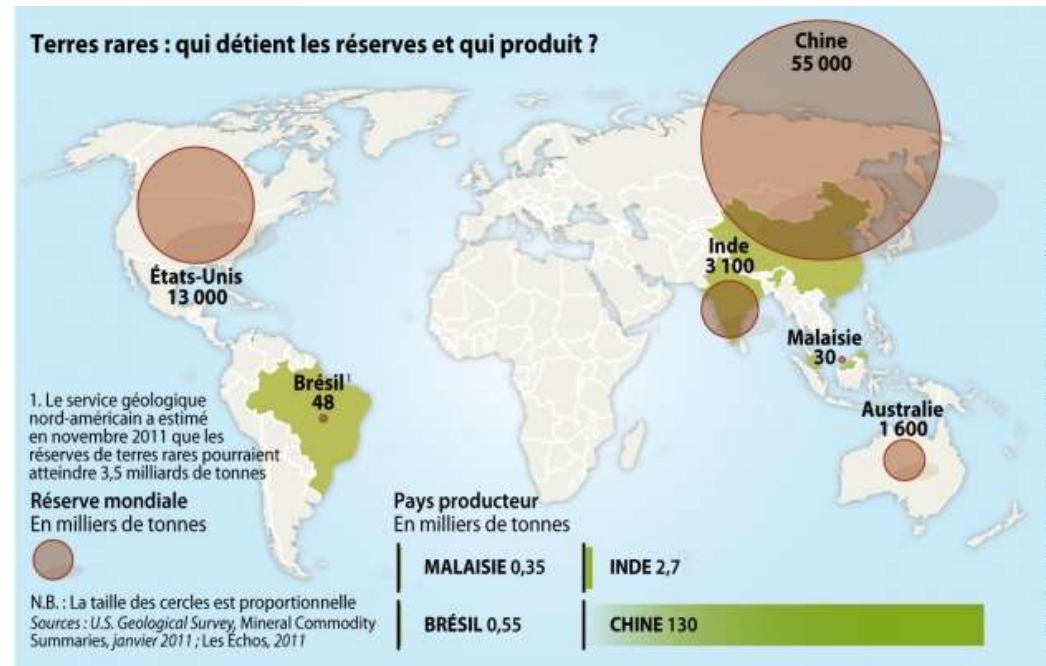 Terres rares : qui détient les réserves et qui produit ?
Chine
55 000
États-Unis
13 000
Inde
3 100
Malaisie
30
Brésil¹
48
Australie
1 600
1. Le service géologique
nord-américain a estimé
en novembre 2011 que les
réserves de terres rares pourraient
atteindre 3,5 milliards de tonnes
Réserve mondiale
En milliers de tonnes
N.B. : La taille des cercles est proportionnelle
Sources : U.S. Geological Survey, Mineral Commodity
Summaries, janvier 2011 ; Les Échos, 2011
Pays producteur
En milliers de tonnes
MALAISIE 0,35
INDE 2,7
BRÉSIL 0,55
CHINE 130